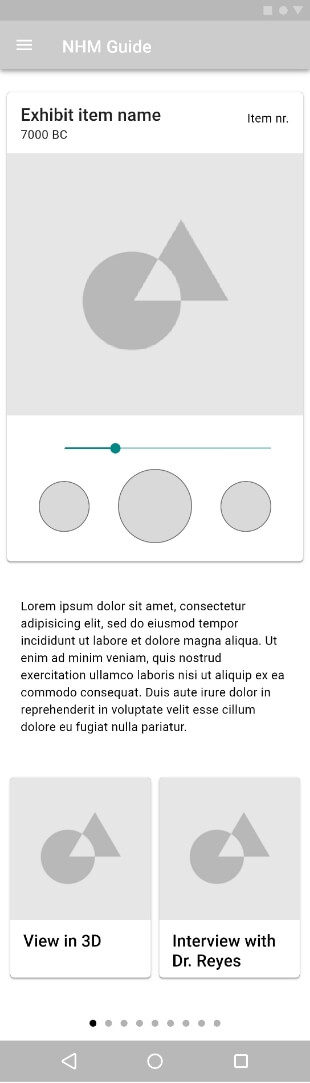 NHM Guide
Exhibit item name
Item nr.
7000 BC
Lorem ipsum dolor sit amet, consectetur
adipisicing elit, sed do eiusmod tempor
incididunt ut labore et dolore magna aliqua. Ut
enim ad minim veniam, quis nostrud
exercitation ullamco laboris nisi ut aliquip ex ea
commodo consequat. Duis aute irure dolor in
reprehenderit in voluptate velit esse cillum
dolore eu fugiat nulla pariatur.
View in 3D
Interview with
Dr. Reyes